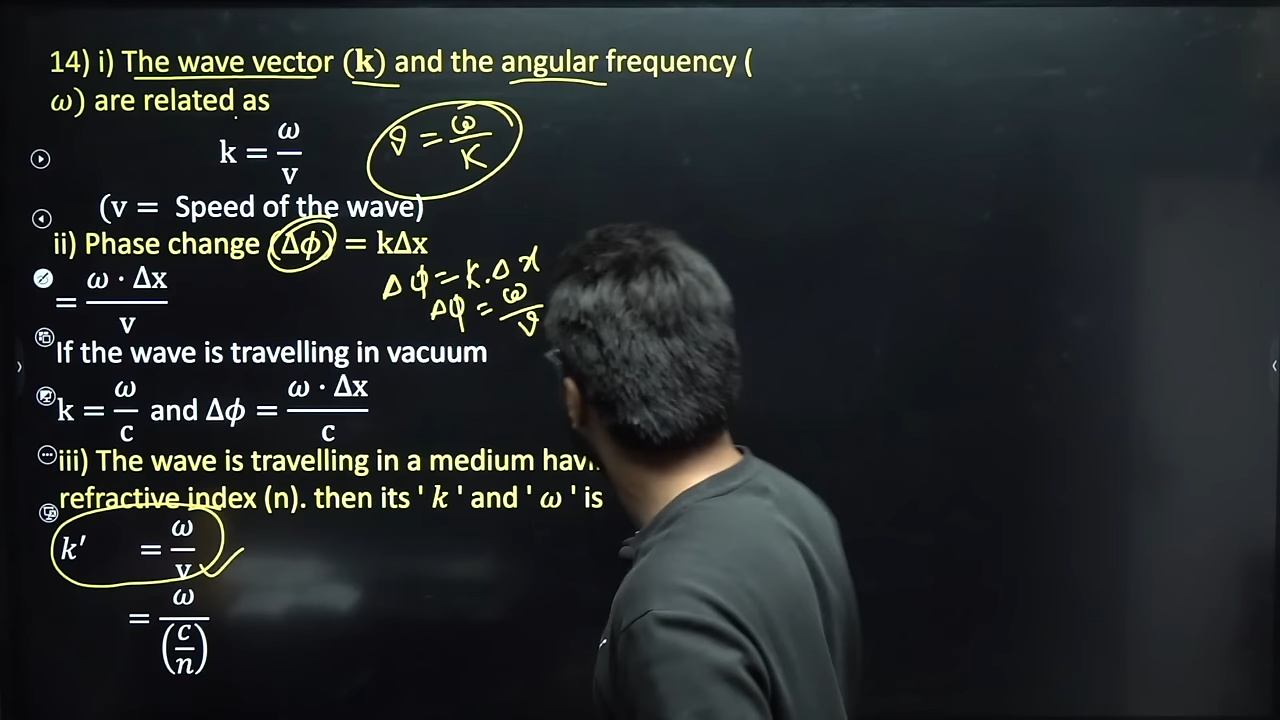 14) i) The wave vector (k) and the angular frequency (
ω) are related as
k = ω/v
v = ω/K
(v = Speed of the wave)
ii) Phase change (Δϕ) = kΔx
Δϕ = K.Δx
= ω · Δx / v
Δϕ = ω/v
If the wave is travelling in vacuum
k = ω/c and Δϕ = ω · Δx / c
iii) The wave is travelling in a medium
refractive index (n). then its ' k ' and ' ω ' is
k′ = ω/v
= ω/(c/n)